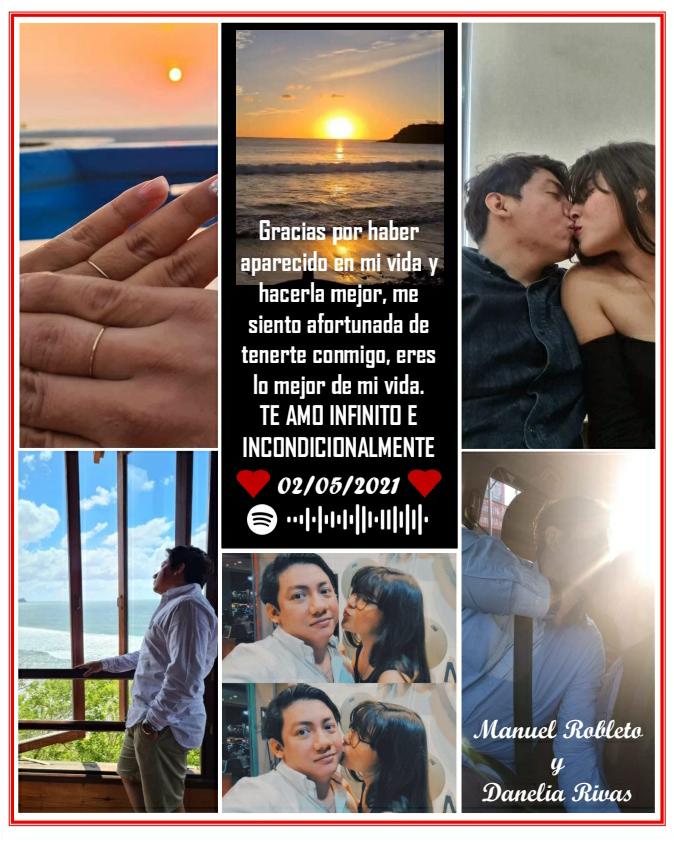 Gracias por haber
aparecido en mi vida y
hacerla mejor, me
siento afortunada de
tenerte conmigo, eres
lo mejor de mi vida.
TE AMO INFINITO E
INCONDICIONALMENTE
02/05/2021
Manuel Robleto
y
Danelia Rivas